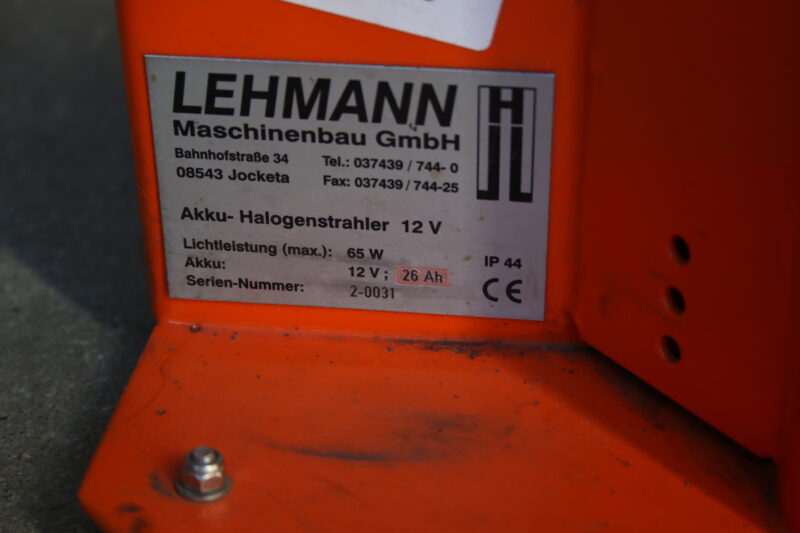 LEHMANN
Maschinenbau GmbH
Bahnhofstraße 34 Tel.: 037439 / 744- 0
08543 Jocketa Fax: 037439 / 744-25
Akku- Halogenstrahler 12 V
Lichtleistung (max.): 65 W IP 44
Akku: 12 V ; 26 Ah
Serien-Nummer: 2-0031 CE